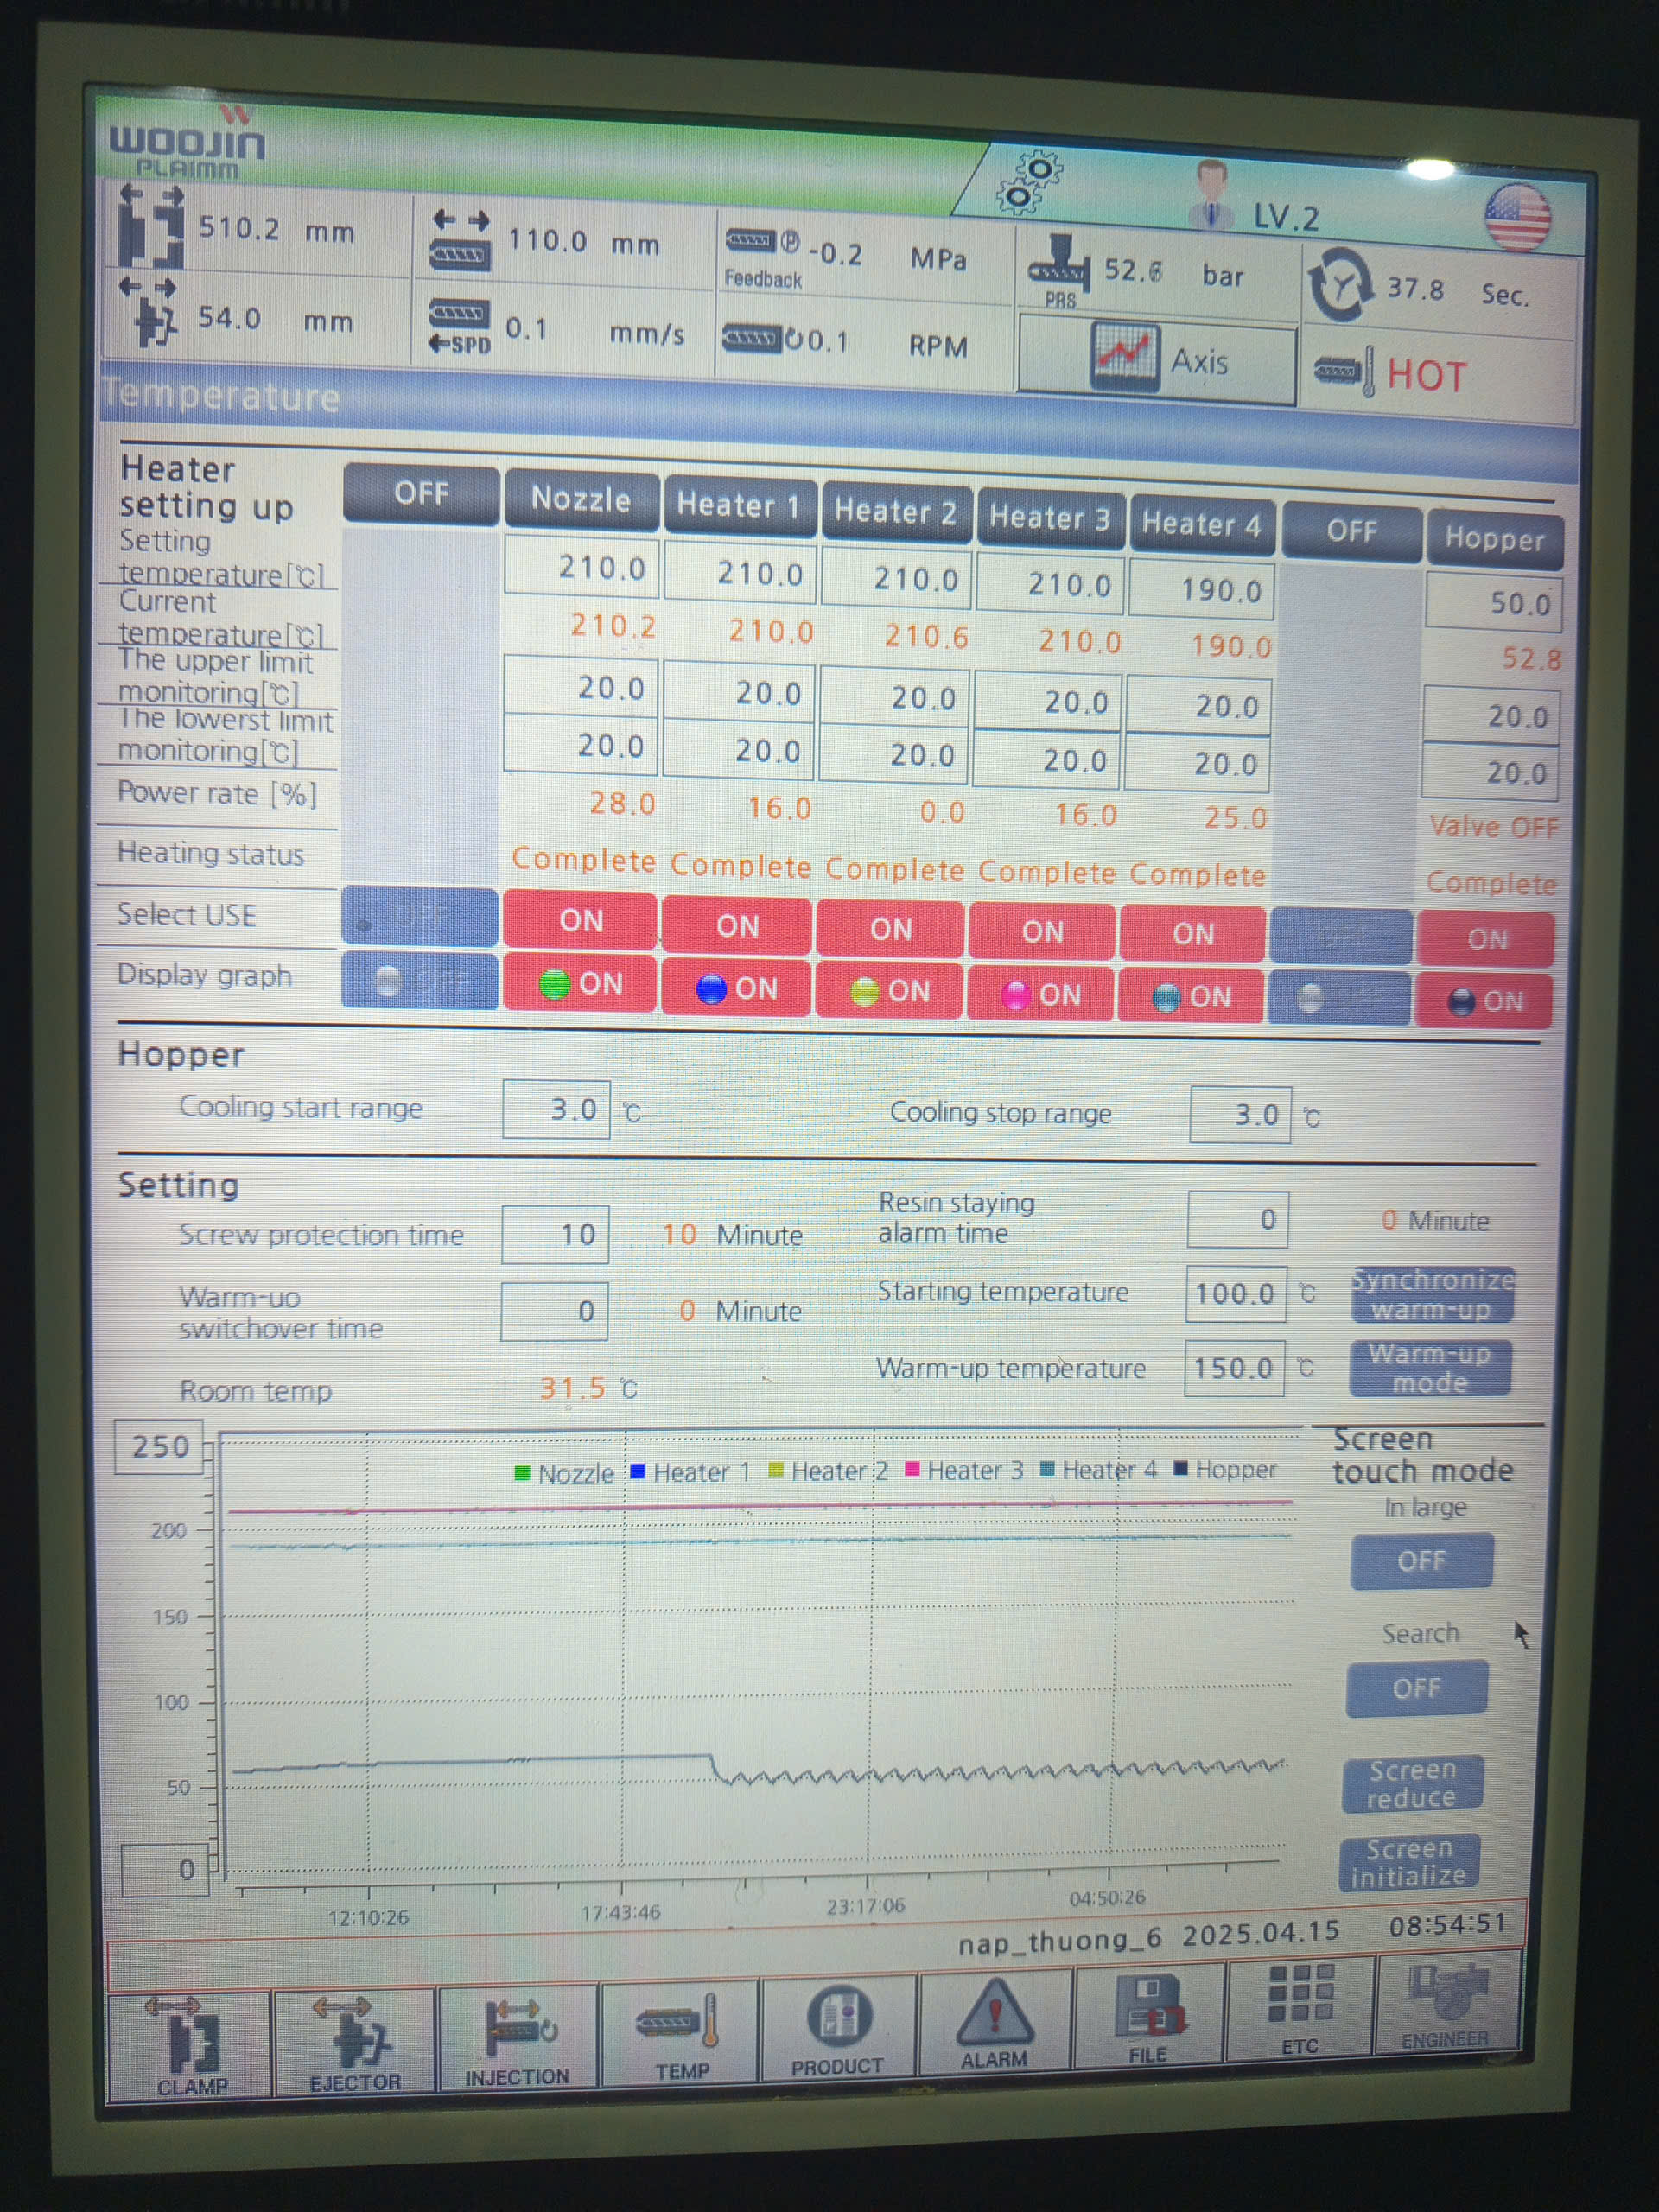 WOOJIN
PLAIMM
LV.2
510.2 mm
110.0 mm
Feedback -0.2 MPa
PRS 52.6 bar
37.8 Sec.
54.0 mm
SPD 0.1 mm/s
0.1 RPM
Axis
HOT
Temperature
Heater
setting up
OFF Nozzle Heater 1 Heater 2 Heater 3 Heater 4 OFF Hopper
Setting
temperature[℃] 210.0 210.0 210.0 210.0 190.0 50.0
Current
temperature[℃] 210.2 210.0 210.6 210.0 190.0 52.8
The upper limit
monitoring[℃] 20.0 20.0 20.0 20.0 20.0 20.0
The lowerst limit
monitoring[℃] 20.0 20.0 20.0 20.0 20.0 20.0
Power rate [%] 28.0 16.0 0.0 16.0 25.0 Valve OFF
Heating status Complete Complete Complete Complete Complete Complete
Select USE OFF ON ON ON ON ON OFF ON
Display graph OFF ON ON ON ON ON OFF ON
Hopper
Cooling start range 3.0 ℃ Cooling stop range 3.0 ℃
Setting
Screw protection time 10 10 Minute
Resin staying
alarm time 0 0 Minute
Warm-uo
switchover time 0 0 Minute
Starting temperature 100.0 ℃
Synchronize
warm-up
Room temp 31.5 ℃
Warm-up temperature 150.0 ℃
Warm-up
mode
250
Nozzle Heater 1 Heater 2 Heater 3 Heater 4 Hopper
200
150
100
50
0
12:10:26 17:43:46 23:17:06 04:50:26
Screen
touch mode
In large
OFF
Search
OFF
Screen
reduce
Screen
initialize
nap_thuong_6 2025.04.15 08:54:51
CLAMP EJECTOR INJECTION TEMP PRODUCT ALARM FILE ETC ENGINEER